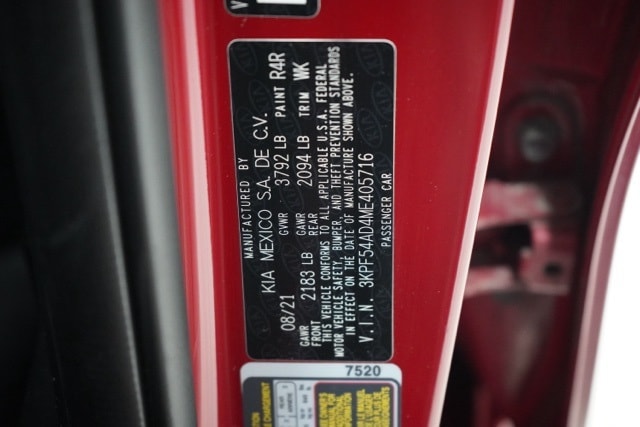 MANUFACTURED BY
KIA MEXICO S.A. DE C.V.
08/21 GVWR 3792 LB PAINT R4R
GAWR FRONT 2183 LB GAWR REAR 2094 LB TRIM WK
THIS VEHICLE CONFORMS TO ALL APPLICABLE U.S.A. FEDERAL
MOTOR VEHICLE SAFETY, BUMPER, AND THEFT PREVENTION STANDARDS
IN EFFECT ON THE DATE OF MANUFACTURE SHOWN ABOVE.
V.I.N. 3KPF54AD4ME405716
PASSENGER CAR
7520